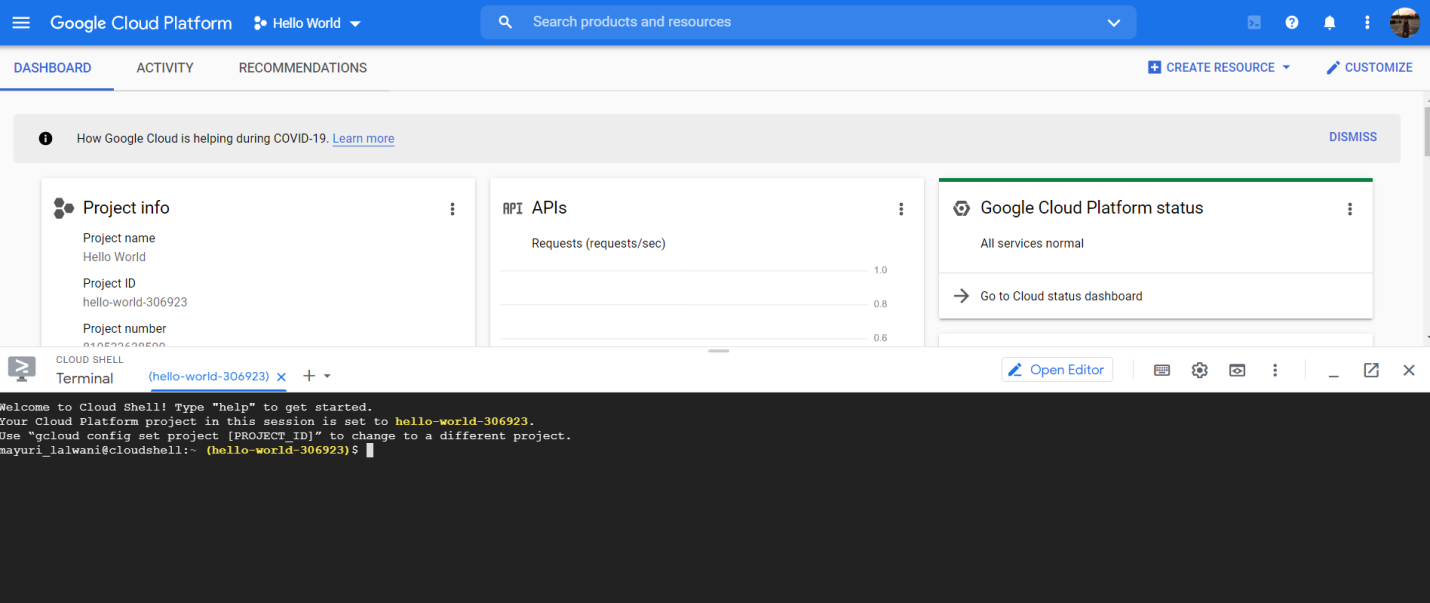 Google Cloud Platform Hello World Search products and resources
DASHBOARD ACTIVITY RECOMMENDATIONS CREATE RESOURCE CUSTOMIZE
How Google Cloud is helping during COVID-19. Learn more DISMISS
Project info
Project name
Hello World
Project ID
hello-world-306923
Project number
API APIs
Requests (requests/sec)
1.0
0.8
0.6
Google Cloud Platform status
All services normal
Go to Cloud status dashboard
CLOUD SHELL
Terminal (hello-world-306923) Open Editor
Welcome to Cloud Shell! Type "help" to get started.
Your Cloud Platform project in this session is set to hello-world-306923.
Use “gcloud config set project [PROJECT_ID]” to change to a different project.
mayuri_lalwani@cloudshell:~ (hello-world-306923)$